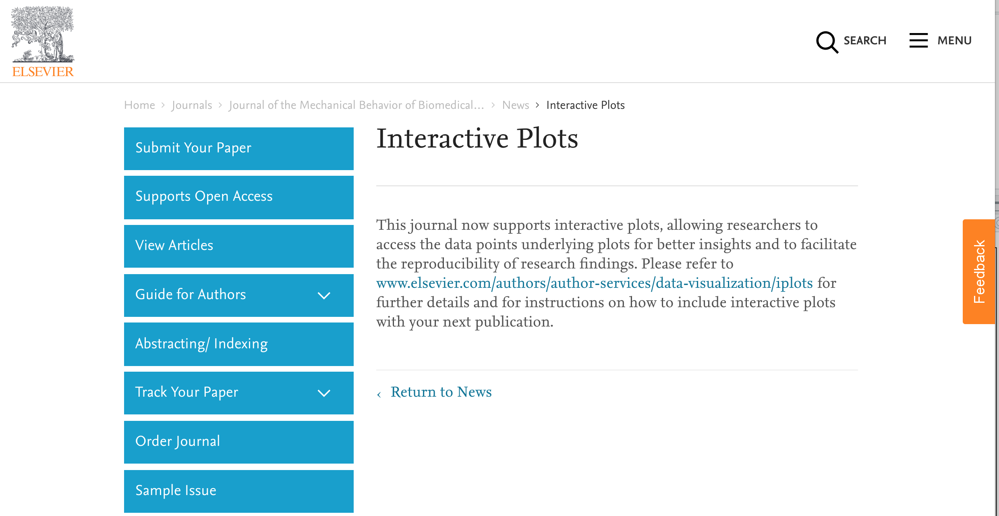 NON SOLUS
ELSEVIER
SEARCH
MENU
Home > Journals > Journal of the Mechanical Behavior of Biomedical... > News > Interactive Plots
Submit Your Paper
Supports Open Access
View Articles
Guide for Authors
Abstracting/ Indexing
Track Your Paper
Order Journal
Sample Issue
Interactive Plots
This journal now supports interactive plots, allowing researchers to
access the data points underlying plots for better insights and to facilitate
the reproducibility of research findings. Please refer to
www.elsevier.com/authors/author-services/data-visualization/iplots for
further details and for instructions on how to include interactive plots
with your next publication.
‹ Return to News
Feedback